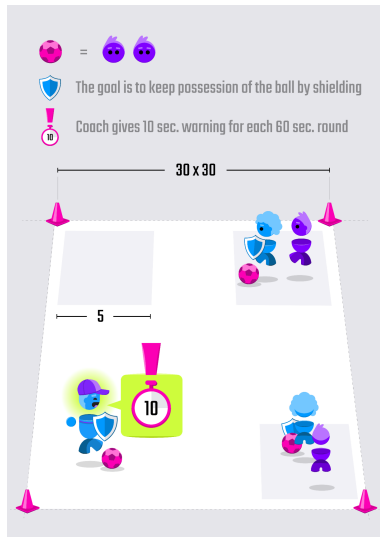 =
The goal is to keep possession of the ball by shielding
10
Coach gives 10 sec. warning for each 60 sec. round
30 x 30
5
10